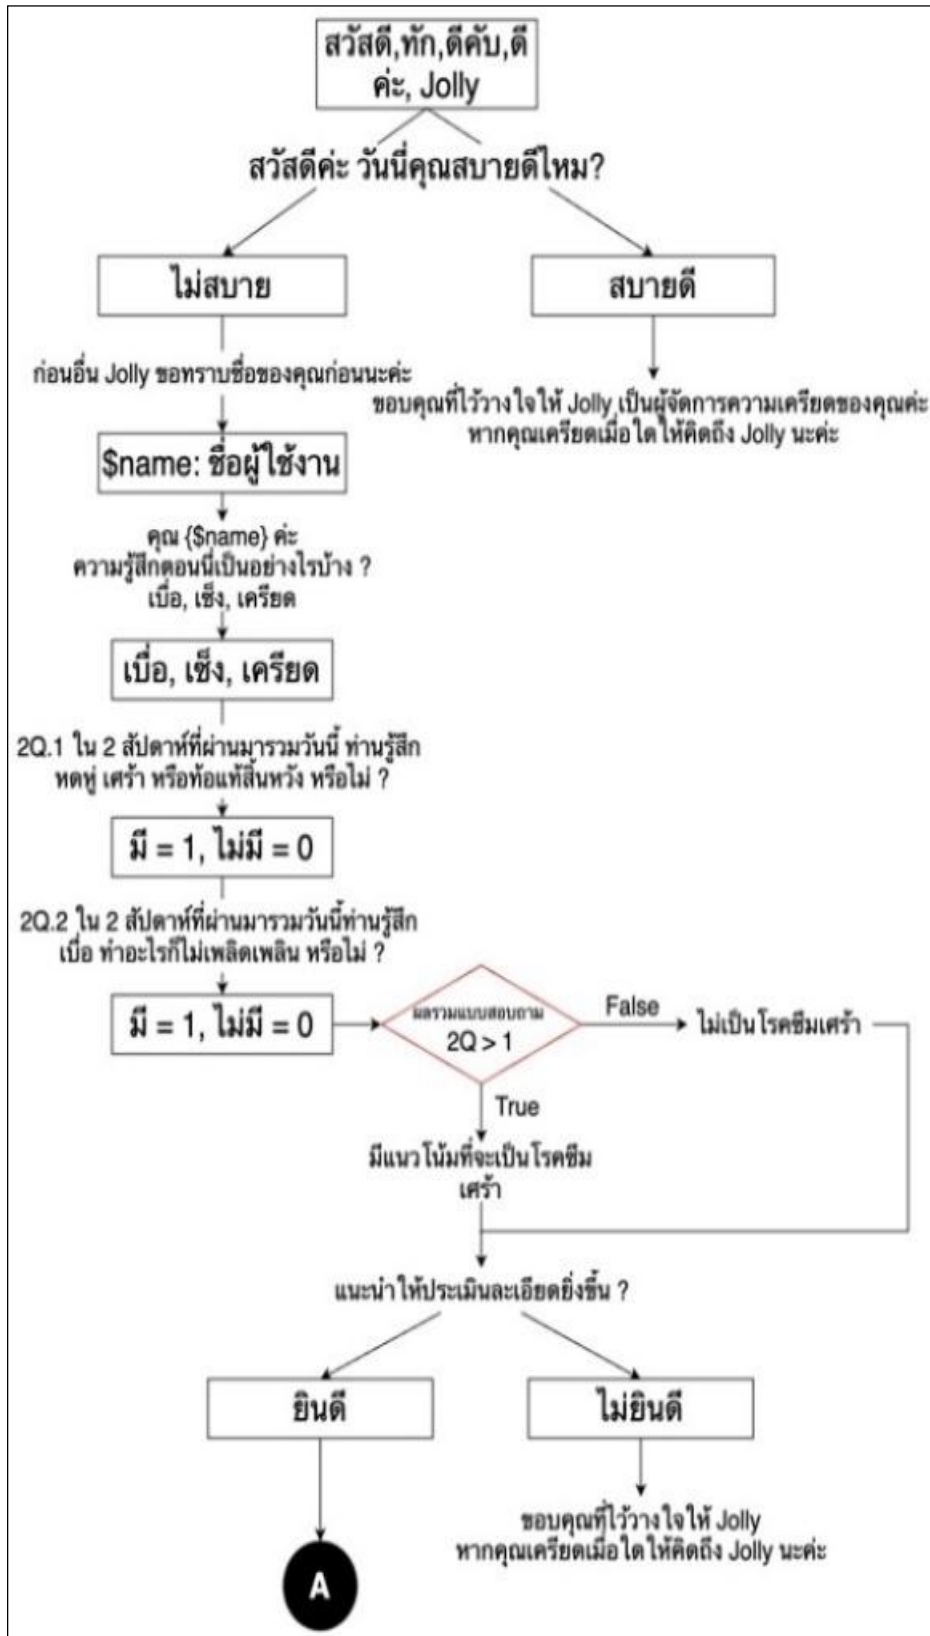 สวัสดี,ทัก,ดีคับ,ดี
ค่ะ, Jolly
สวัสดีค่ะ วันนี้คุณสบายดีไหม?
ไม่สบาย
สบายดี
ก่อนอื่น Jolly ขอทราบชื่อของคุณก่อนนะค่ะ
ขอบคุณที่ไว้วางใจให้ Jolly เป็นผู้จัดการความเครียดของคุณค่ะ
หากคุณเครียดเมื่อใดให้คิดถึง Jolly นะค่ะ
$name: ชื่อผู้ใช้งาน
คุณ {$name} ค่ะ
ความรู้สึกตอนนี้เป็นอย่างไรบ้าง ?
เบื่อ, เซ็ง, เครียด
เบื่อ, เซ็ง, เครียด
2Q.1 ใน 2 สัปดาห์ที่ผ่านมารวมวันนี้ ท่านรู้สึก
หดหู่ เศร้า หรือท้อแท้สิ้นหวัง หรือไม่ ?
มี = 1, ไม่มี = 0
2Q.2 ใน 2 สัปดาห์ที่ผ่านมารวมวันนี้ท่านรู้สึก
เบื่อ ทำอะไรก็ไม่เพลิดเพลิน หรือไม่ ?
มี = 1, ไม่มี = 0
ผลรวมแบบสอบถาม
2Q > 1
False
ไม่เป็นโรคซึมเศร้า
True
มีแนวโน้มที่จะเป็นโรคซึม
เศร้า
แนะนำให้ประเมินละเอียดยิ่งขึ้น ?
ยินดี
ไม่ยินดี
ขอบคุณที่ไว้วางใจให้ Jolly
หากคุณเครียดเมื่อใดให้คิดถึง Jolly นะค่ะ
A